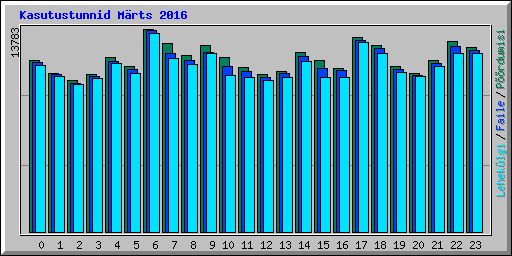 Kasutustunnid Märts 2016
13783
0 1 2 3 4 5 6 7 8 9 10 11 12 13 14 15 16 17 18 19 20 21 22 23
Lehekülgi / Faile / Pöördumisi